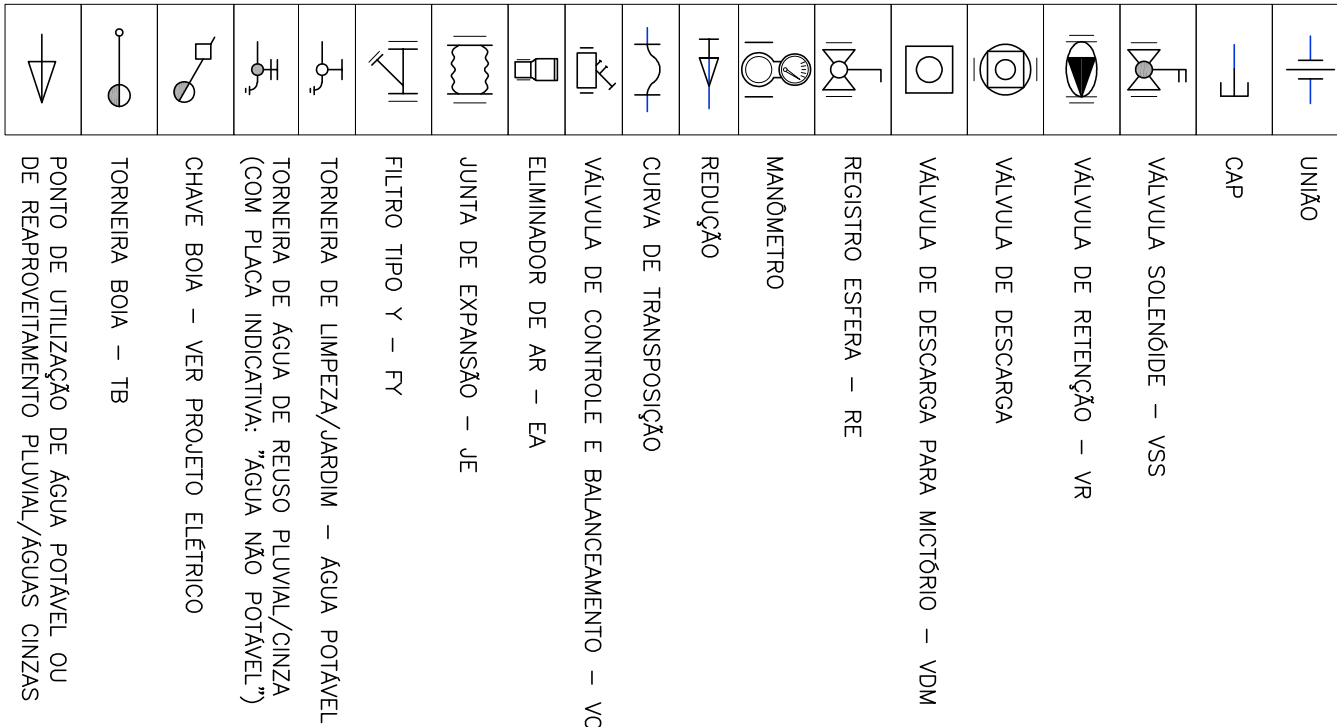 UNIÃO
CAP
VÁLVULA SOLENÓIDE – VSS
VÁLVULA DE RETENÇÃO – VR
VÁLVULA DE DESCARGA
VÁLVULA DE DESCARGA PARA MICTÓRIO – VDM
REGISTRO ESFERA – RE
MANÔMETRO
REDUÇÃO
CURVA DE TRANSPOSIÇÃO
VÁLVULA DE CONTROLE E BALANCEAMENTO –
ELIMINADOR DE AR – EA
JUNTA DE EXPANSÃO – JE
FILTRO TIPO Y – FY
TORNEIRA DE LIMPEZA/JARDIM – ÁGUA POTÁVEL
TORNEIRA DE ÁGUA DE REUSO PLUVIAL/CINZA
(COM PLACA INDICATIVA: "ÁGUA NÃO POTÁVEL")
CHAVE BOIA – VER PROJETO ELÉTRICO
TORNEIRA BOIA – TB
PONTO DE UTILIZAÇÃO DE ÁGUA POTÁVEL OU
DE REAPROVEITAMENTO PLUVIAL/ÁGUAS CINZAS